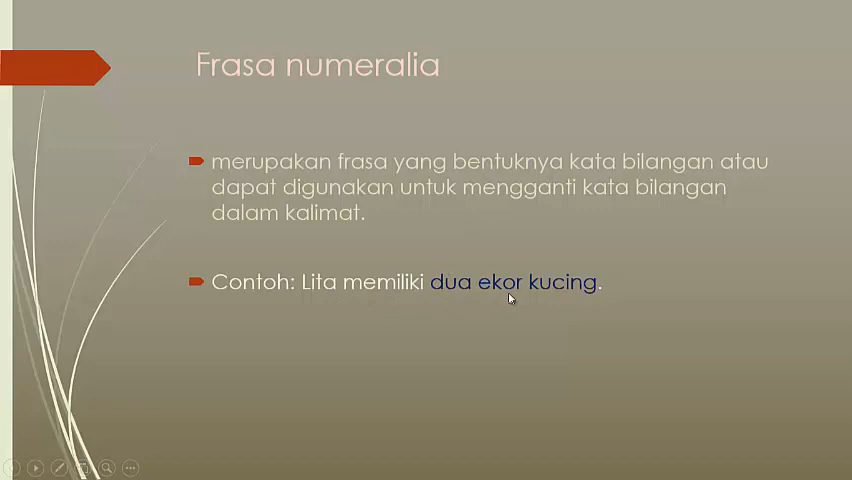 Frasa numeralia
merupakan frasa yang bentuknya kata bilangan atau
dapat digunakan untuk mengganti kata bilangan
dalam kalimat.
Contoh: Lita memiliki dua ekor kucing.